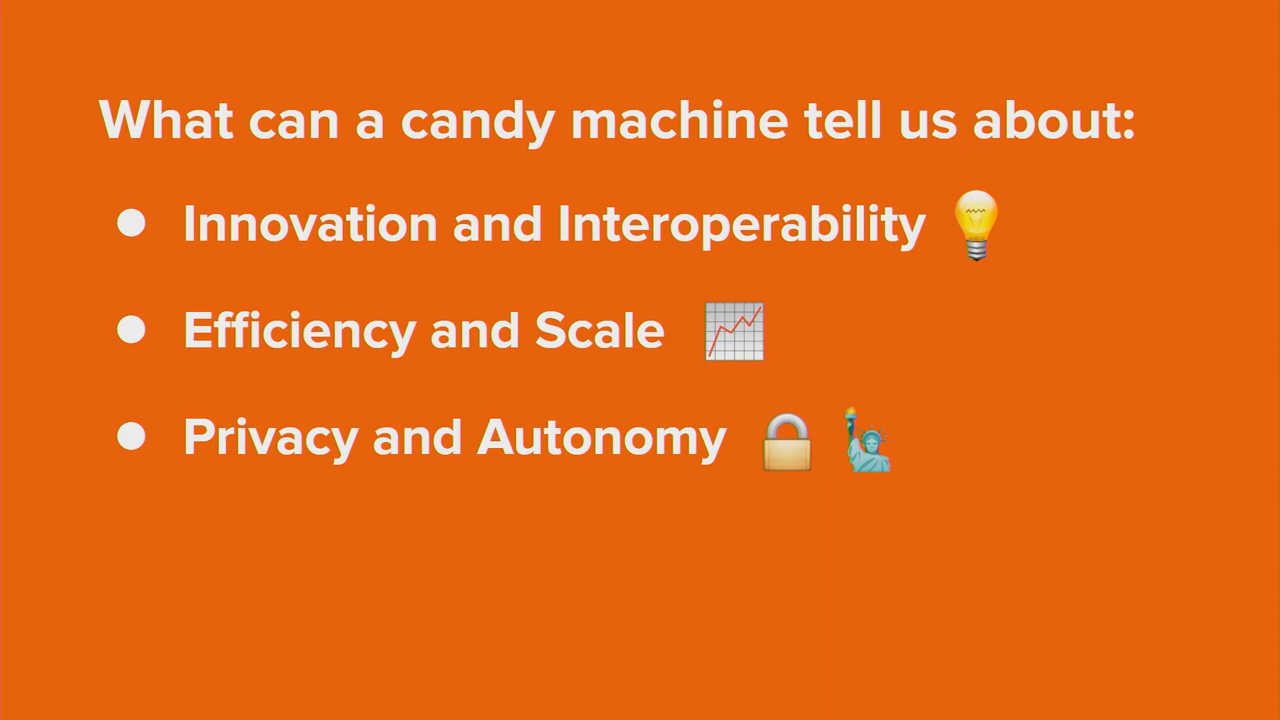 What can a candy machine tell us about:
● Innovation and Interoperability 💡
● Efficiency and Scale 📈
● Privacy and Autonomy 🔒 🗽